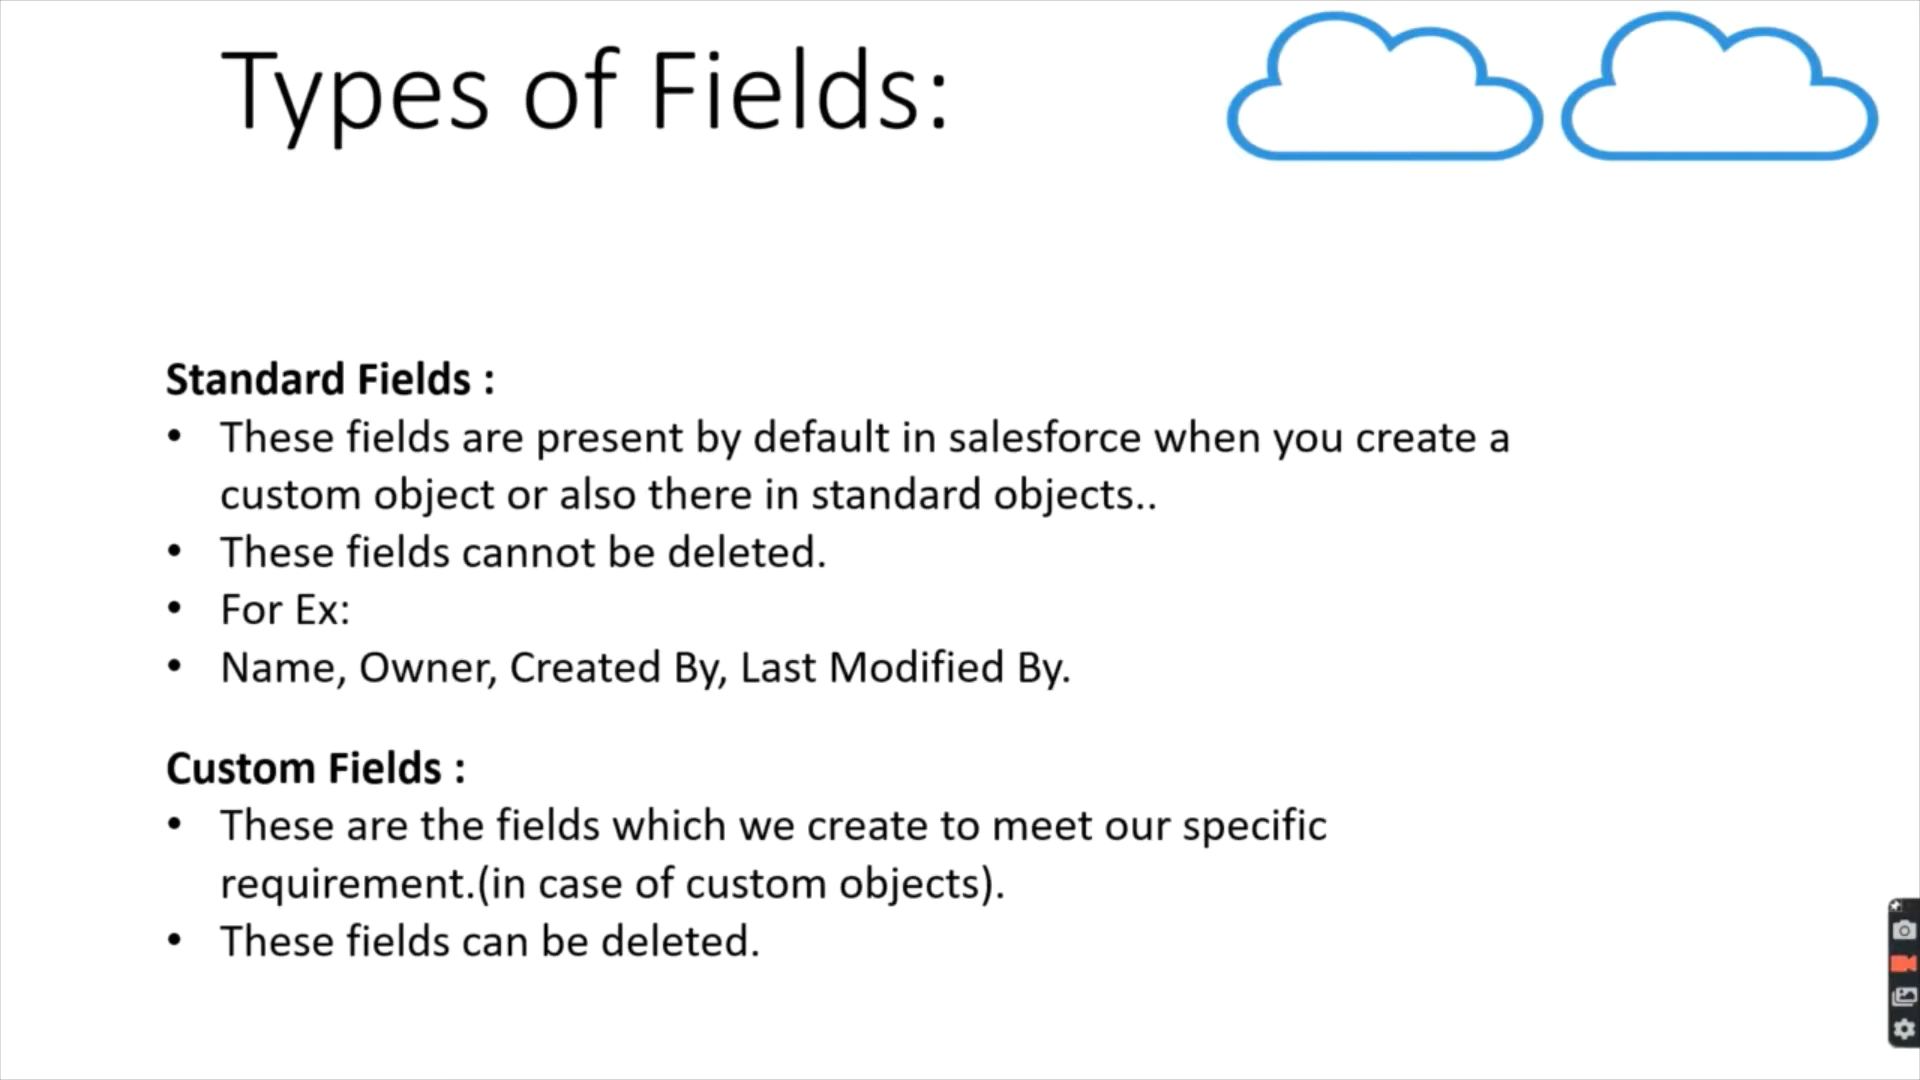 Types of Fields:
Standard Fields :
• These fields are present by default in salesforce when you create a
custom object or also there in standard objects..
• These fields cannot be deleted.
• For Ex:
• Name, Owner, Created By, Last Modified By.
Custom Fields :
• These are the fields which we create to meet our specific
requirement.(in case of custom objects).
• These fields can be deleted.